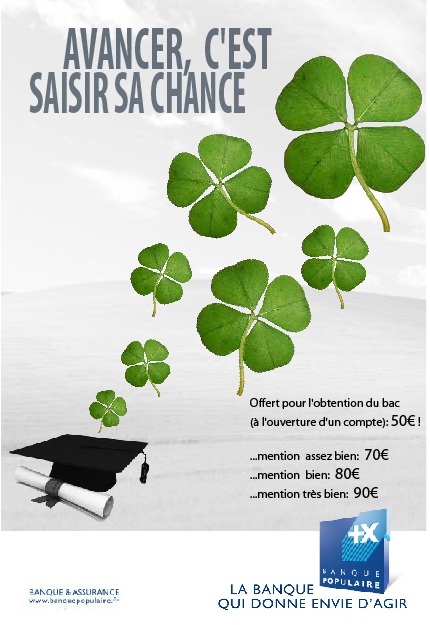 AVANCER, C'EST
SAISIR SA CHANCE
Offert pour l'obtention du bac
(à l'ouverture d'un compte): 50€ !
...mention assez bien: 70€
...mention bien: 80€
...mention très bien: 90€
+X
BANQUE
POPULAIRE
BANQUE & ASSURANCE
www.banquepopulaire.fr
LA BANQUE
QUI DONNE ENVIE D'AGIR